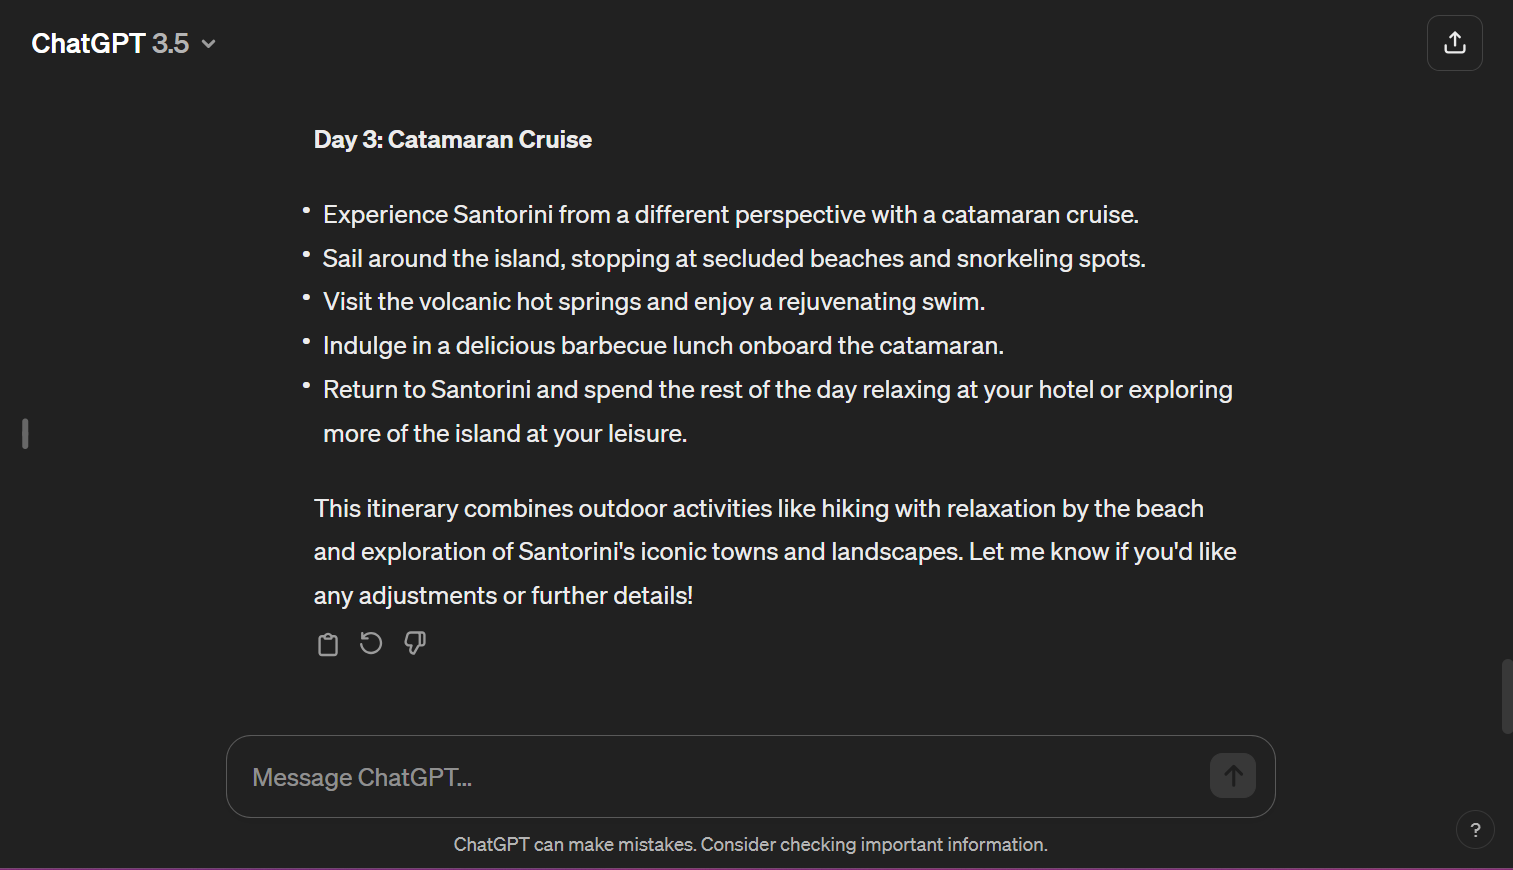 ChatGPT 3.5
Day 3: Catamaran Cruise
• Experience Santorini from a different perspective with a catamaran cruise.
• Sail around the island, stopping at secluded beaches and snorkeling spots.
• Visit the volcanic hot springs and enjoy a rejuvenating swim.
• Indulge in a delicious barbecue lunch onboard the catamaran.
• Return to Santorini and spend the rest of the day relaxing at your hotel or exploring
more of the island at your leisure.
This itinerary combines outdoor activities like hiking with relaxation by the beach
and exploration of Santorini's iconic towns and landscapes. Let me know if you'd like
any adjustments or further details!
Message ChatGPT...
ChatGPT can make mistakes. Consider checking important information.
?